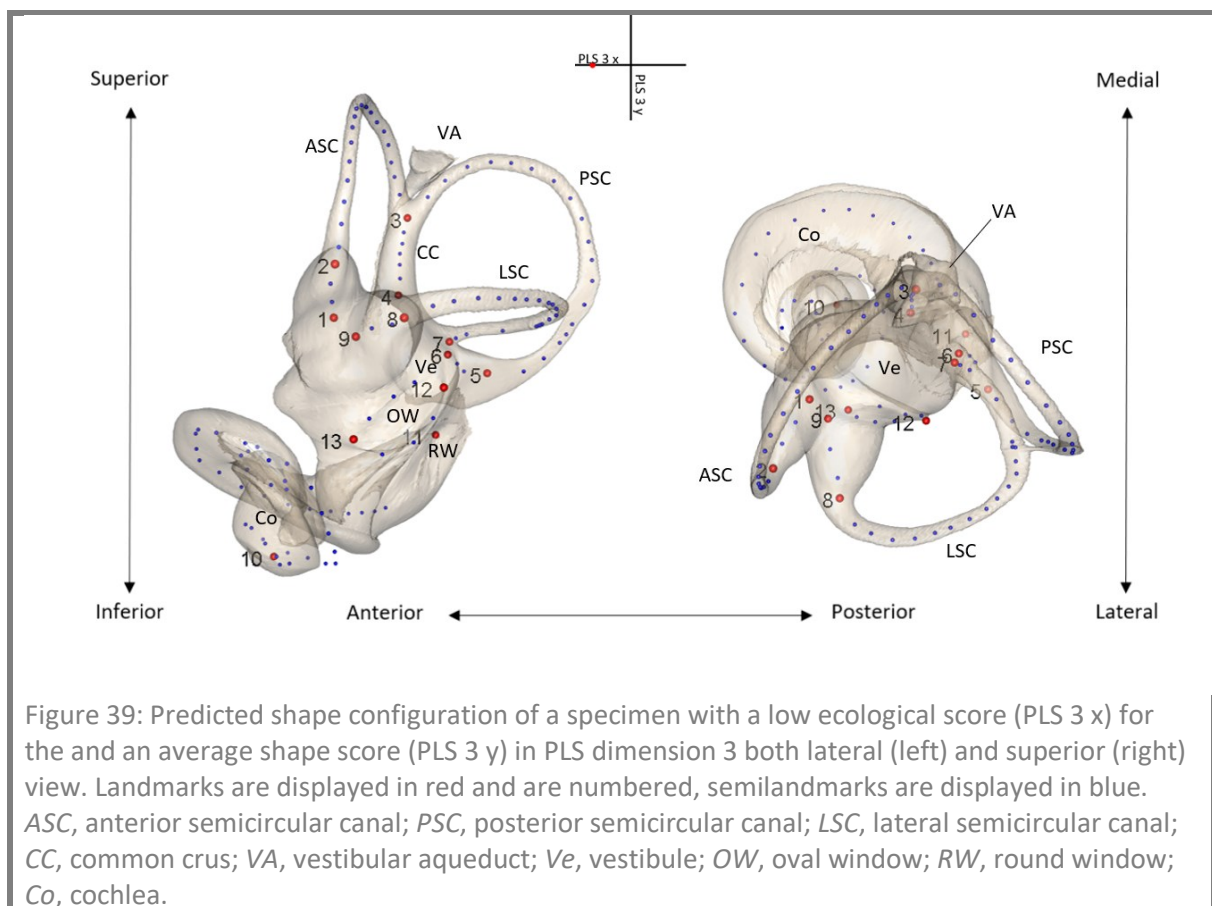 PLS 3 x
PLS 3 y
Superior
Medial
ASC
VA
PSC
3
CC
2
LSC
4
1
8
9
7
6
Ve
5
12
OW
13
11
RW
Co
10
Co
VA
3
10
4
11
6
7
PSC
Ve
5
1
13
9
12
ASC
8
LSC
Inferior
Anterior
Posterior
Lateral
Figure 39: Predicted shape configuration of a specimen with a low ecological score (PLS 3 x) for
the and an average shape score (PLS 3 y) in PLS dimension 3 both lateral (left) and superior (right)
view. Landmarks are displayed in red and are numbered, semilandmarks are displayed in blue.
ASC, anterior semicircular canal; PSC, posterior semicircular canal; LSC, lateral semicircular canal;
CC, common crus; VA, vestibular aqueduct; Ve, vestibule; OW, oval window; RW, round window;
Co, cochlea.